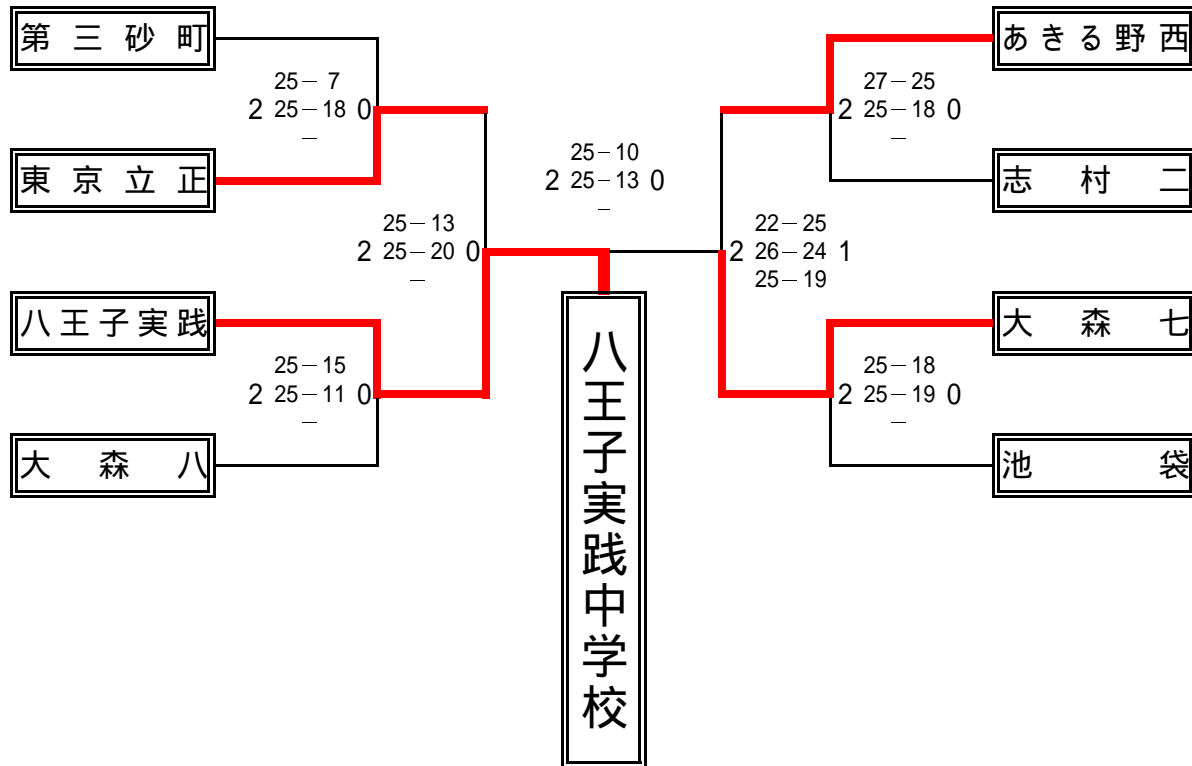 第三砂町
25－7
2 25－18 0
－
東京立正
25－13
2 25－20 0
－
八王子実践
25－15
2 25－11 0
－
大森八
25－10
2 25－13 0
－
八王子実践中学校
あきる野西
27－25
2 25－18 0
－
志村二
22－25
2 26－24 1
25－19
大森七
25－18
2 25－19 0
－
池袋